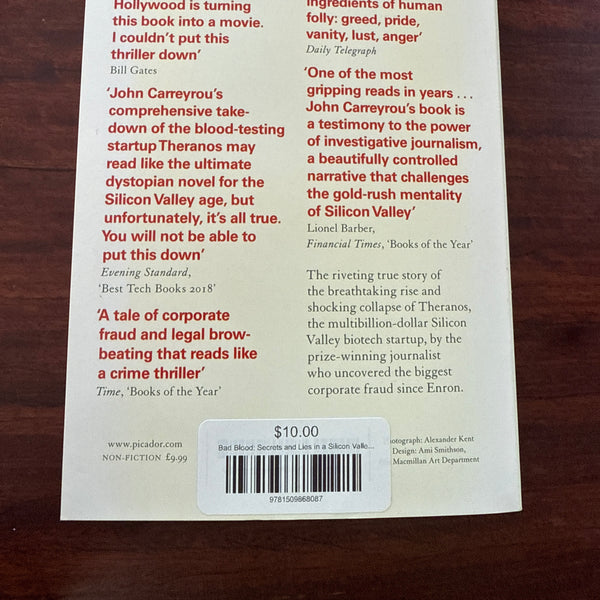 Hollywood is turning
this book into a movie.
I couldn't put this
thriller down'
Bill Gates
'John Carreyrou's
comprehensive take-
down of the blood-testing
startup Theranos may
read like the ultimate
dystopian novel for the
Silicon Valley age, but
unfortunately, it's all true.
You will not be able to
put this down'
Evening Standard,
'Best Tech Books 2018'
'A tale of corporate
fraud and legal brow-
beating that reads like
a crime thriller'
Time, 'Books of the Year'
ingredients of human
folly: greed, pride,
vanity, lust, anger'
Daily Telegraph
'One of the most
gripping reads in years ...
John Carreyrou's book is
a testimony to the power
of investigative journalism,
a beautifully controlled
narrative that challenges
the gold-rush mentality
of Silicon Valley'
Lionel Barber,
Financial Times, 'Books of the Year'
The riveting true story of
the breathtaking rise and
shocking collapse of Theranos,
the multibillion-dollar Silicon
Valley biotech startup, by the
prize-winning journalist
who uncovered the biggest
corporate fraud since Enron.
www.picador.com
NON-FICTION £9.99
$10.00
Bad Blood: Secrets and Lies in a Silicon Valle...
9781509868087
otograph: Alexander Kent
Design: Ami Smithson,
Macmillan Art Department